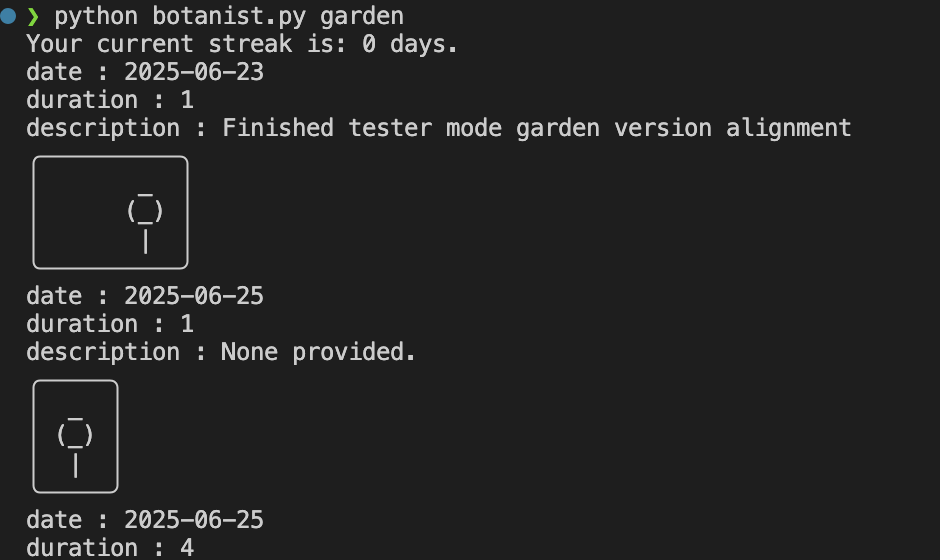 ❯ python botanist.py garden
Your current streak is: 0 days.
date : 2025-06-23
duration : 1
description : Finished tester mode garden version alignment
_
(_)
|
date : 2025-06-25
duration : 1
description : None provided.
_
(_)
|
date : 2025-06-25
duration : 4